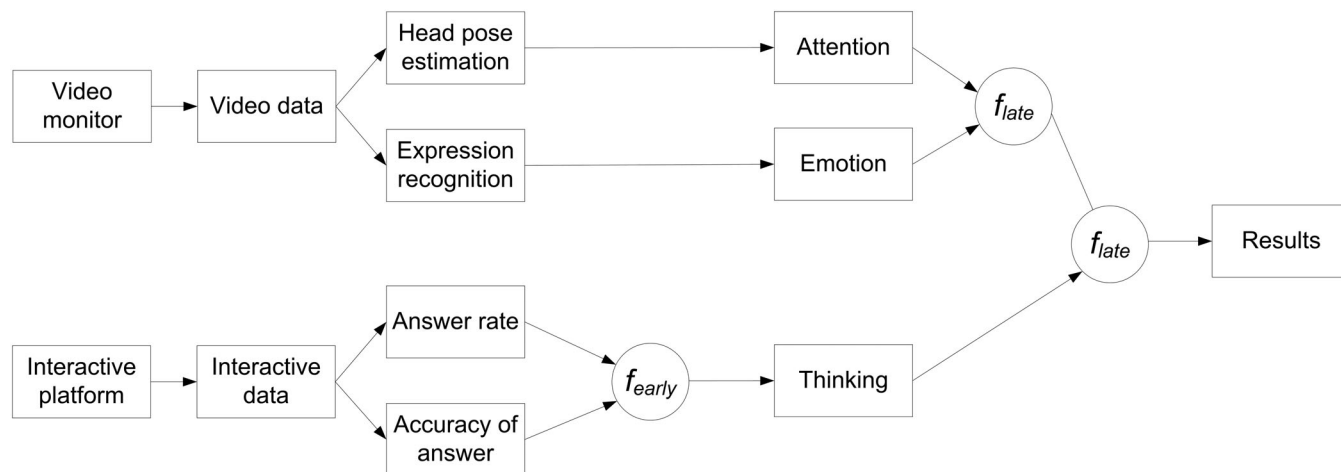 Video
monitor
Video data
Head pose
estimation
Expression
recognition
Attention
Emotion
f_late
f_late
Results
Interactive
platform
Interactive
data
Answer rate
Accuracy of
answer
f_early
Thinking